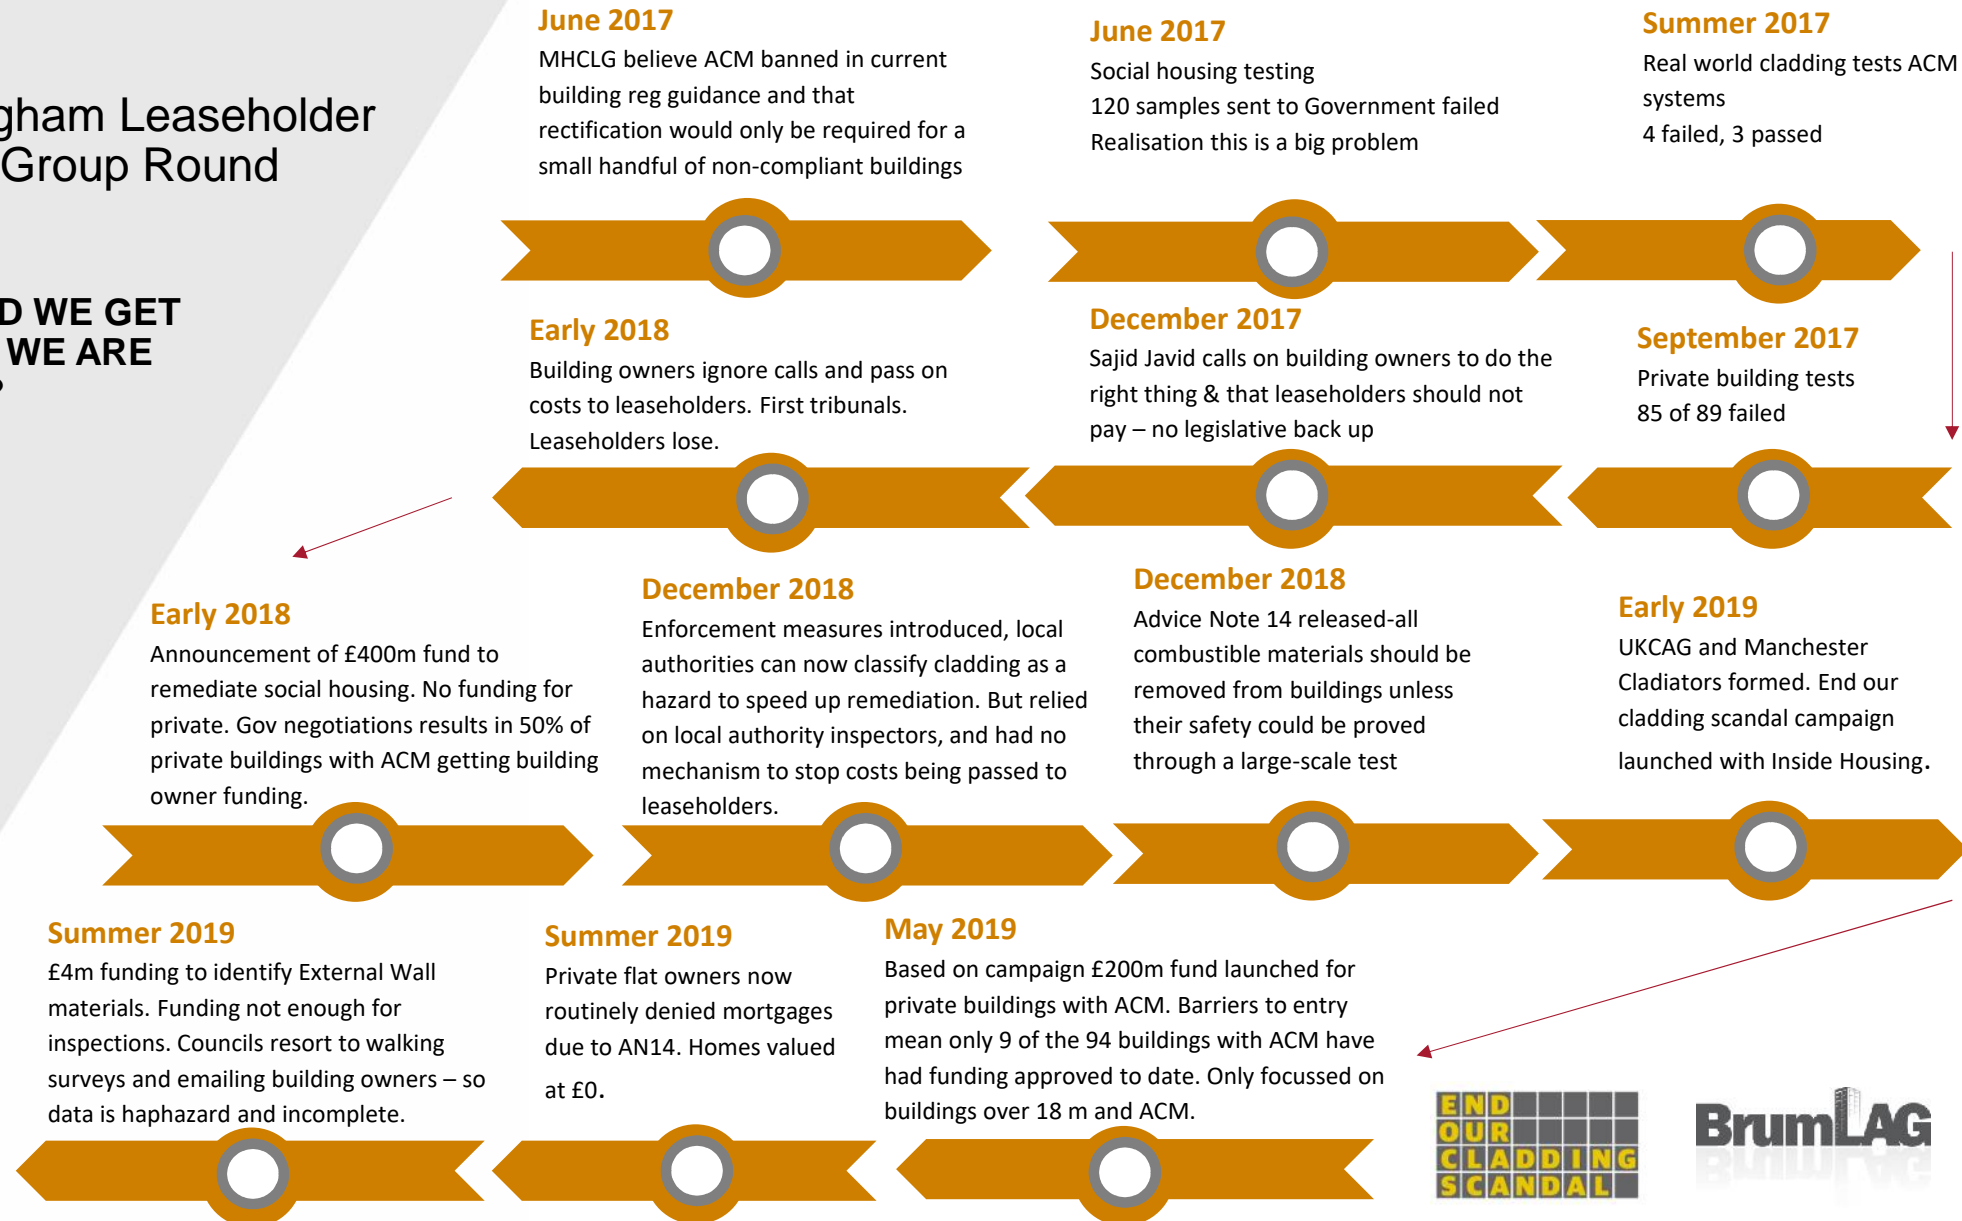 gham Leaseholder
Group Round
D WE GET
WE ARE
?
June 2017
MHCLG believe ACM banned in current
building reg guidance and that
rectification would only be required for a
small handful of non-compliant buildings
June 2017
Social housing testing
120 samples sent to Government failed
Realisation this is a big problem
Summer 2017
Real world cladding tests ACM
systems
4 failed, 3 passed
September 2017
Private building tests
85 of 89 failed
December 2017
Sajid Javid calls on building owners to do the
right thing & that leaseholders should not
pay – no legislative back up
Early 2018
Building owners ignore calls and pass on
costs to leaseholders. First tribunals.
Leaseholders lose.
Early 2018
Announcement of £400m fund to
remediate social housing. No funding for
private. Gov negotiations results in 50% of
private buildings with ACM getting building
owner funding.
December 2018
Enforcement measures introduced, local
authorities can now classify cladding as a
hazard to speed up remediation. But relied
on local authority inspectors, and had no
mechanism to stop costs being passed to
leaseholders.
December 2018
Advice Note 14 released-all
combustible materials should be
removed from buildings unless
their safety could be proved
through a large-scale test
Early 2019
UKCAG and Manchester
Cladiators formed. End our
cladding scandal campaign
launched with Inside Housing.
May 2019
Based on campaign £200m fund launched for
private buildings with ACM. Barriers to entry
mean only 9 of the 94 buildings with ACM have
had funding approved to date. Only focussed on
buildings over 18 m and ACM.
Summer 2019
Private flat owners now
routinely denied mortgages
due to AN14. Homes valued
at £0.
Summer 2019
£4m funding to identify External Wall
materials. Funding not enough for
inspections. Councils resort to walking
surveys and emailing building owners – so
data is haphazard and incomplete.
END
OUR
CLADDING
SCANDAL
BrumLAG